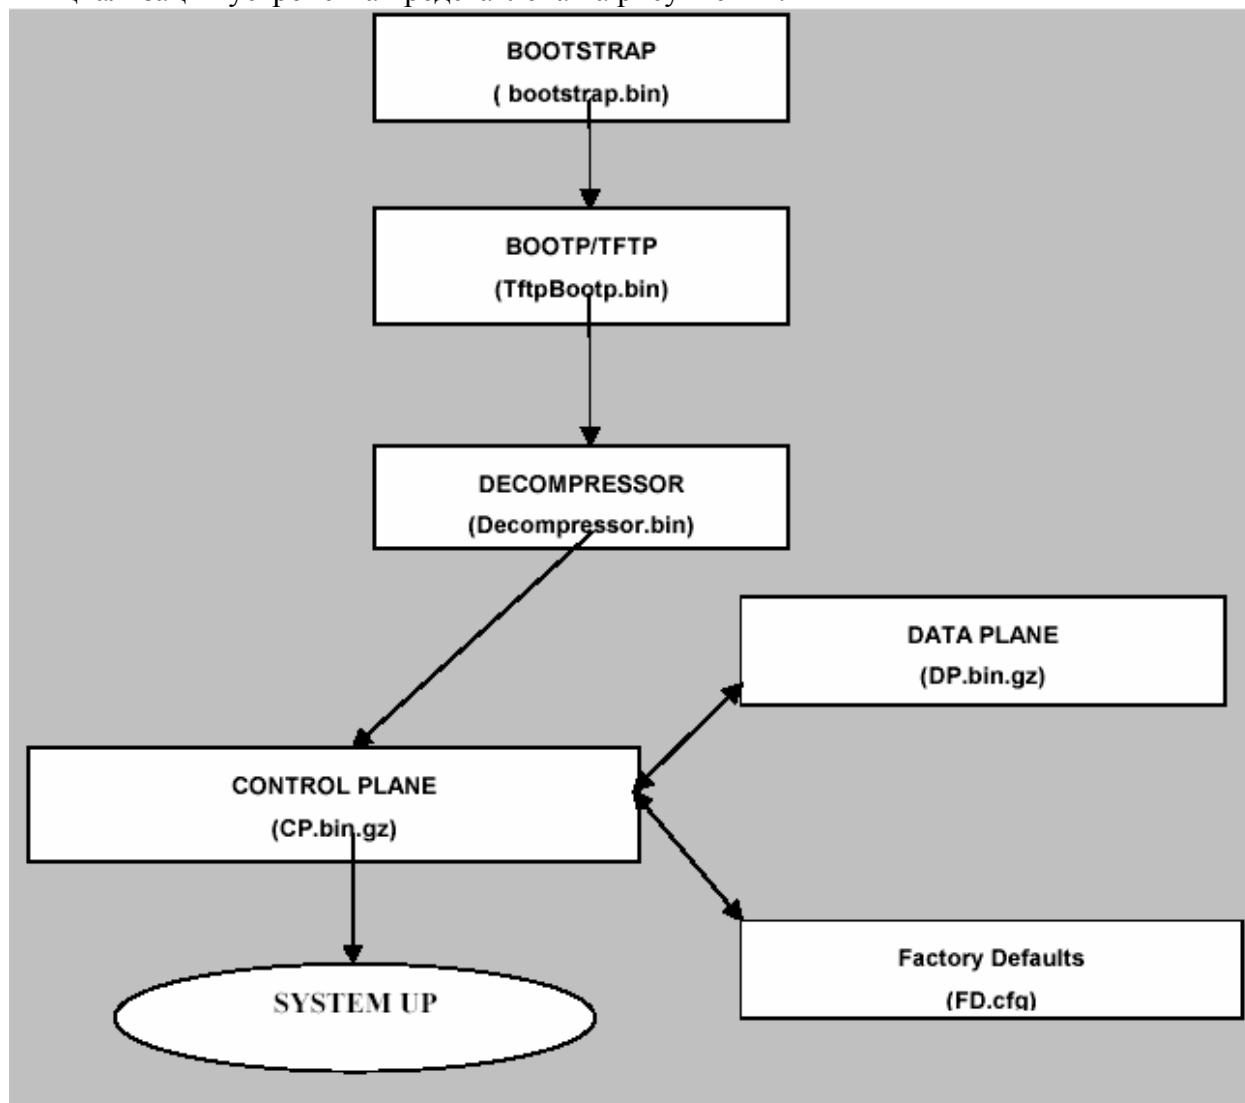 BOOTSTRAP
( bootstrap.bin)
BOOTP/TFTP
(TftpBootp.bin)
DECOMPRESSOR
(Decompressor.bin)
DATA PLANE
(DP.bin.gz)
CONTROL PLANE
(CP.bin.gz)
Factory Defaults
(FD.cfg)
SYSTEM UP